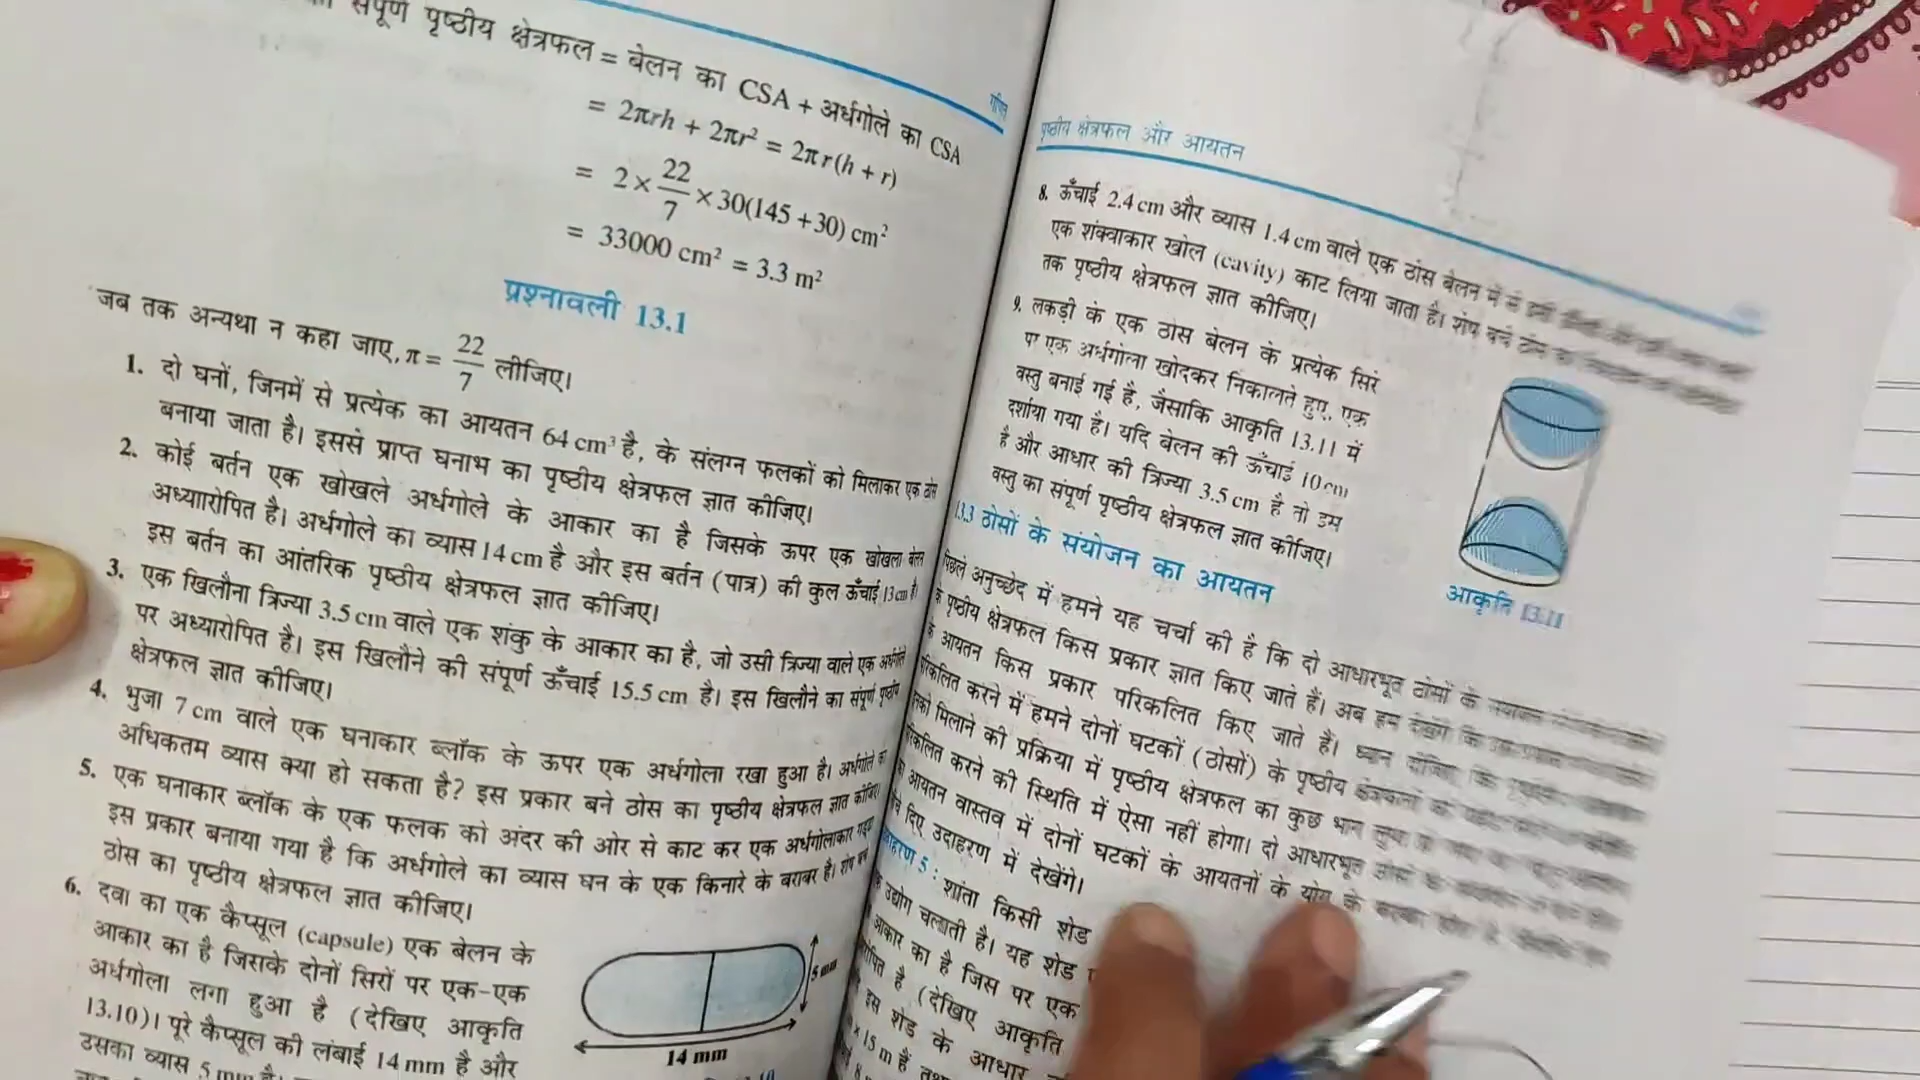 संपूर्ण पृष्ठीय क्षेत्रफल = बेलन का CSA + अर्धगोले का CSA
= 2πrh + 2πr² = 2πr(h + r)
= 2 × 22/7 × 30(145 + 30) cm²
= 33000 cm² = 3.3 m²
गणित
प्रश्नावली 13.1
जब तक अन्यथा न कहा जाए, π = 22/7 लीजिए।
1. दो घनों, जिनमें से प्रत्येक का आयतन 64 cm³ है, के संलग्न फलकों को मिलाकर एक ठोस
बनाया जाता है। इससे प्राप्त घनाभ का पृष्ठीय क्षेत्रफल ज्ञात कीजिए।
2. कोई बर्तन एक खोखले अर्धगोले के आकार का है जिसके ऊपर एक खोखला बेलन
अध्यारोपित है। अर्धगोले का व्यास 14 cm है और इस बर्तन (पात्र) की कुल ऊँचाई 13 cm है।
इस बर्तन का आंतरिक पृष्ठीय क्षेत्रफल ज्ञात कीजिए।
3. एक खिलौना त्रिज्या 3.5 cm वाले एक शंकु के आकार का है, जो उसी त्रिज्या वाले एक अर्धगोले
पर अध्यारोपित है। इस खिलौने की संपूर्ण ऊँचाई 15.5 cm है। इस खिलौने का संपूर्ण पृष्ठीय
क्षेत्रफल ज्ञात कीजिए।
4. भुजा 7 cm वाले एक घनाकार ब्लॉक के ऊपर एक अर्धगोला रखा हुआ है। अर्धगोले का
अधिकतम व्यास क्या हो सकता है? इस प्रकार बने ठोस का पृष्ठीय क्षेत्रफल ज्ञात कीजिए।
5. एक घनाकार ब्लॉक के एक फलक को अंदर की ओर से काट कर एक अर्धगोलाकार गड्ढा
इस प्रकार बनाया गया है कि अर्धगोले का व्यास घन के एक किनारे के बराबर है। शेष बचे
ठोस का पृष्ठीय क्षेत्रफल ज्ञात कीजिए।
6. दवा का एक कैप्सूल (capsule) एक बेलन के
आकार का है जिसके दोनों सिरों पर एक-एक
अर्धगोला लगा हुआ है (देखिए आकृति
13.10)। पूरे कैप्सूल की लंबाई 14 mm है और
उसका व्यास 5 mm है।
5 mm
14 mm
पृष्ठीय क्षेत्रफल और आयतन
8. ऊँचाई 2.4 cm और व्यास 1.4 cm वाले एक ठोस बेलन में से इसी
एक शंक्वाकार खोल (cavity) काट लिया जाता है। शेष बचे ठोस का
तक पृष्ठीय क्षेत्रफल ज्ञात कीजिए।
9. लकड़ी के एक ठोस बेलन के प्रत्येक सिरे
पर एक अर्धगोला खोदकर निकालते हुए, एक
वस्तु बनाई गई है, जैसाकि आकृति 13.11 में
दर्शाया गया है। यदि बेलन की ऊँचाई 10 cm
है और आधार की त्रिज्या 3.5 cm है तो इस
वस्तु का संपूर्ण पृष्ठीय क्षेत्रफल ज्ञात कीजिए।
आकृति 13.11
13.3 ठोसों के संयोजन का आयतन
पिछले अनुच्छेद में हमने यह चर्चा की है कि दो आधारभूत ठोसों के
के पृष्ठीय क्षेत्रफल किस प्रकार ज्ञात किए जाते हैं। अब हम देखेंगे कि
के आयतन किस प्रकार परिकलित किए जाते हैं। ध्यान दीजिए कि
परिकलित करने में हमने दोनों घटकों (ठोसों) के पृष्ठीय क्षेत्रफलों को
मिलाने की प्रक्रिया में पृष्ठीय क्षेत्रफल का कुछ भाग लुप्त
परिकलित करने की स्थिति में ऐसा नहीं होगा। दो आधारभूत ठोसों के
आयतन वास्तव में दोनों घटकों के आयतनों के योग के बराबर होता है
दिए उदाहरण में देखेंगे।
उदाहरण 5 : शांता किसी शेड
उद्योग चलाती है। यह शेड
आकार का है जिस पर एक
है (देखिए आकृति
इस शेड के आधार
× 15 m हैं
8 m